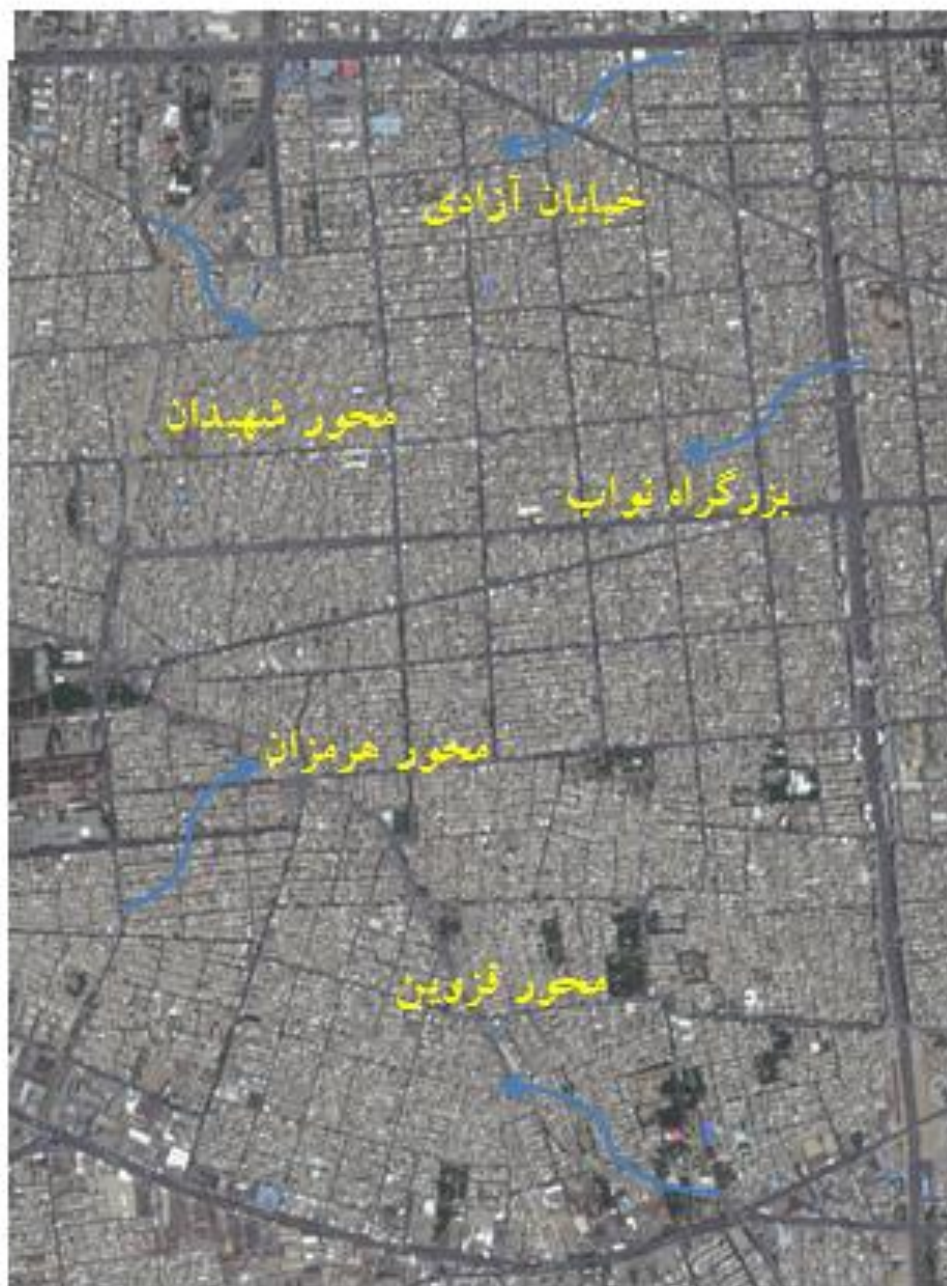 خیابان آزادی
محور شهیدان
بزرگراه نواب
محور هرمزان
محور قزوین